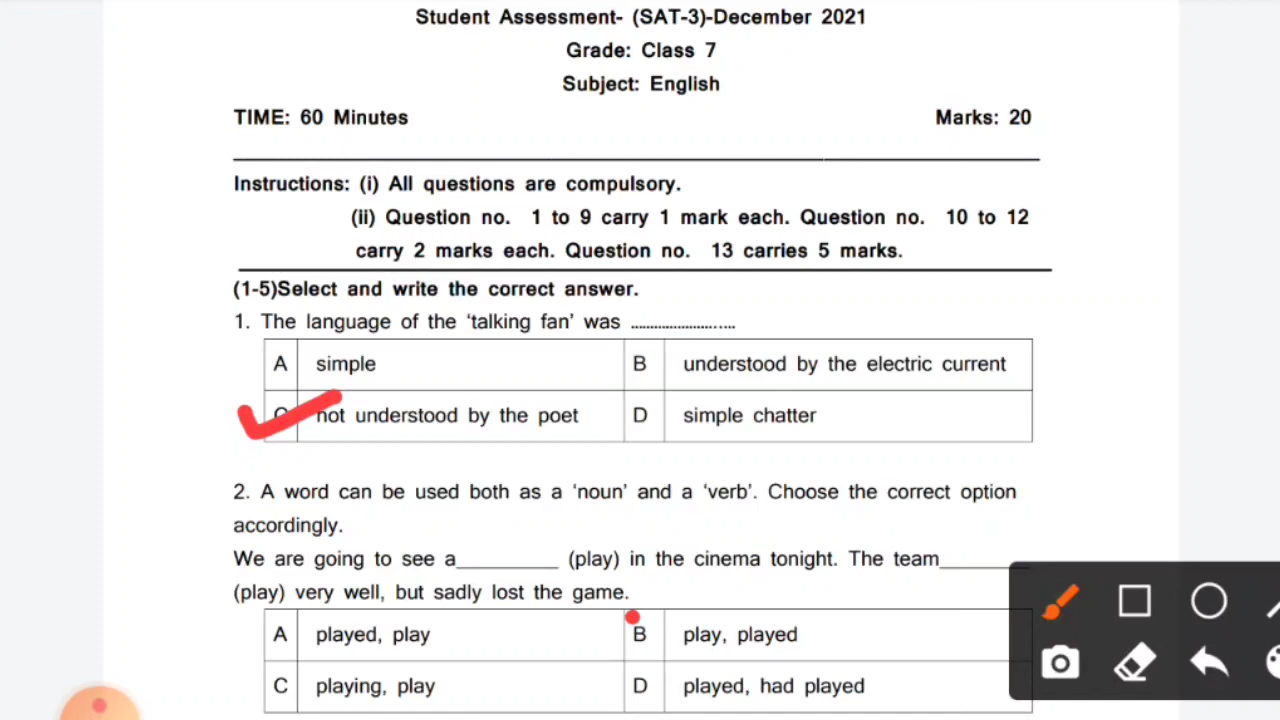 Student Assessment- (SAT-3)-December 2021
Grade: Class 7
Subject: English
TIME: 60 Minutes Marks: 20
Instructions: (i) All questions are compulsory.
(ii) Question no. 1 to 9 carry 1 mark each. Question no. 10 to 12
carry 2 marks each. Question no. 13 carries 5 marks.
(1-5)Select and write the correct answer.
1. The language of the ‘talking fan’ was ..........................
A simple B understood by the electric current
C not understood by the poet D simple chatter
2. A word can be used both as a ‘noun’ and a ‘verb’. Choose the correct option
accordingly.
We are going to see a_________ (play) in the cinema tonight. The team________
(play) very well, but sadly lost the game.
A played, play B play, played
C playing, play D played, had played